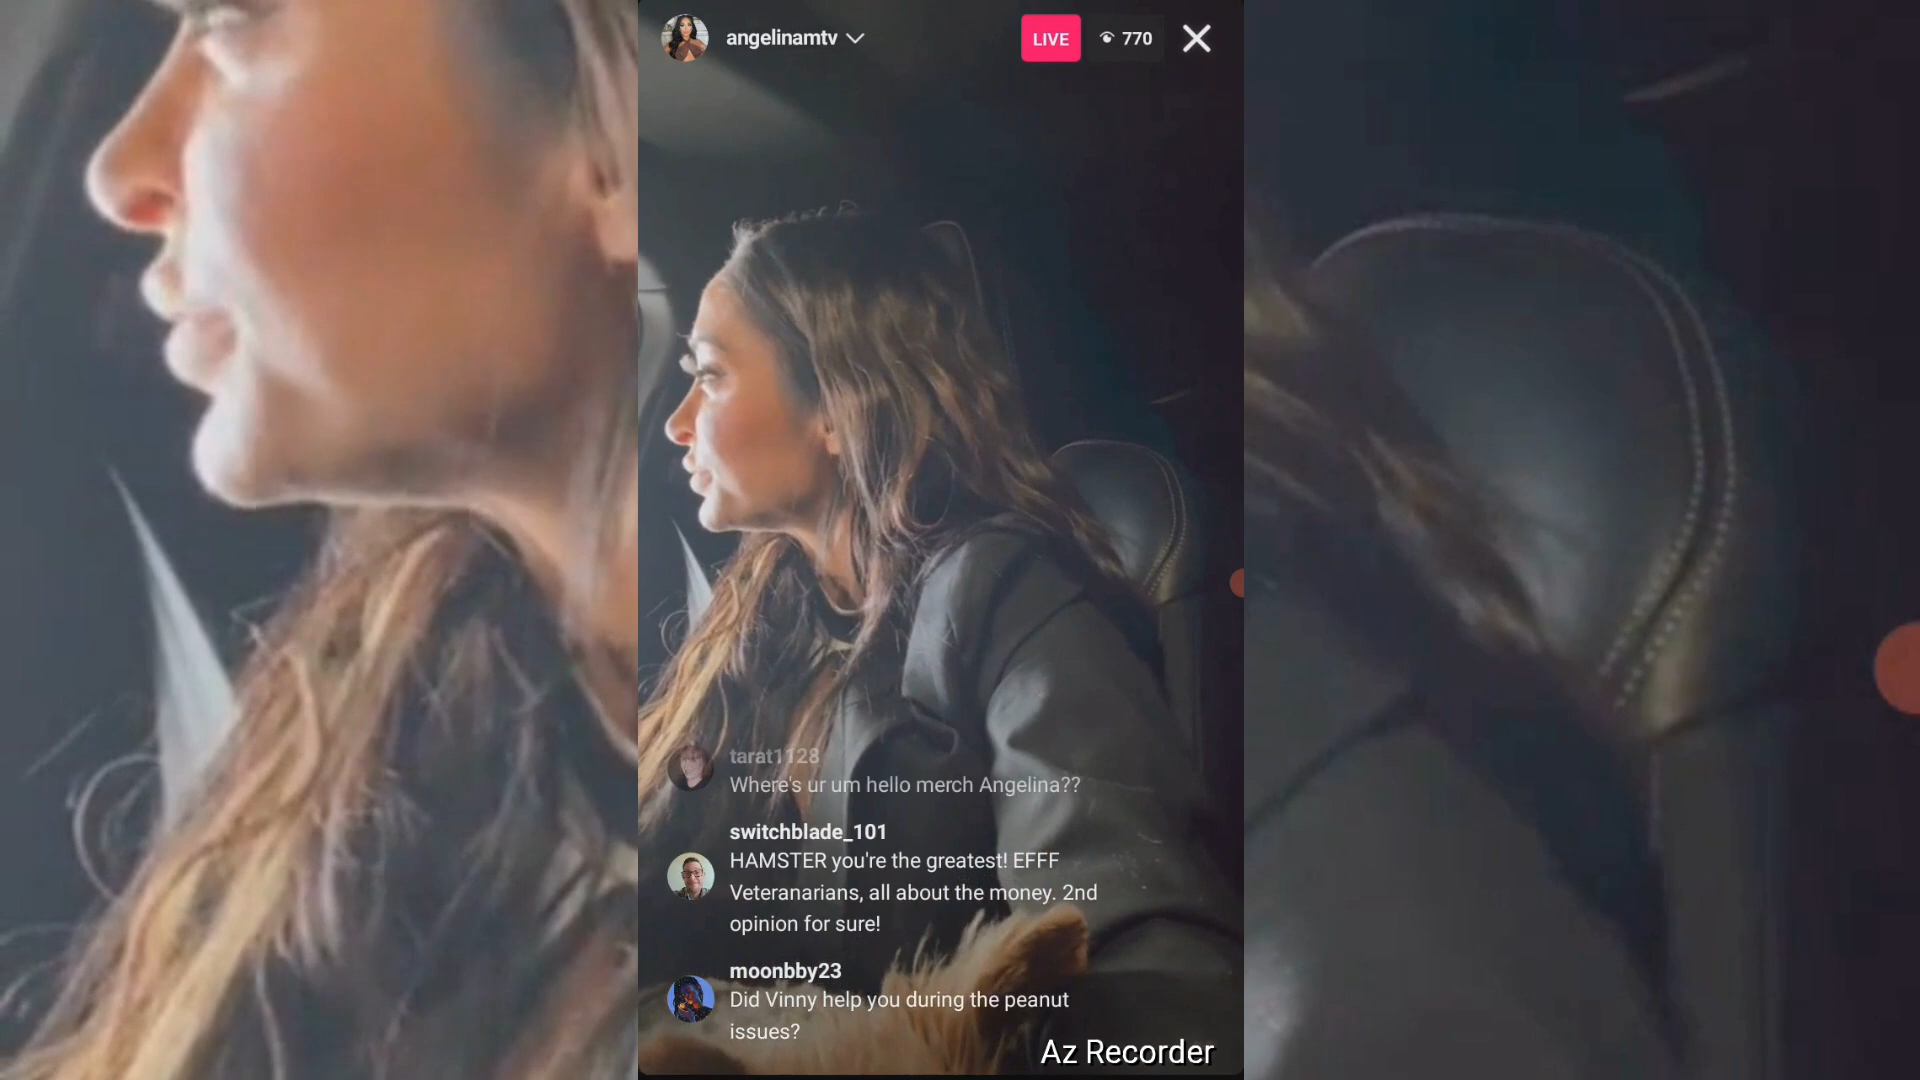 angelinamtv
LIVE
770
tarat1128
Where's ur um hello merch Angelina??
switchblade_101
HAMSTER you're the greatest! EFFF
Veteranarians, all about the money. 2nd
opinion for sure!
moonbby23
Did Vinny help you during the peanut
issues?
Az Recorder